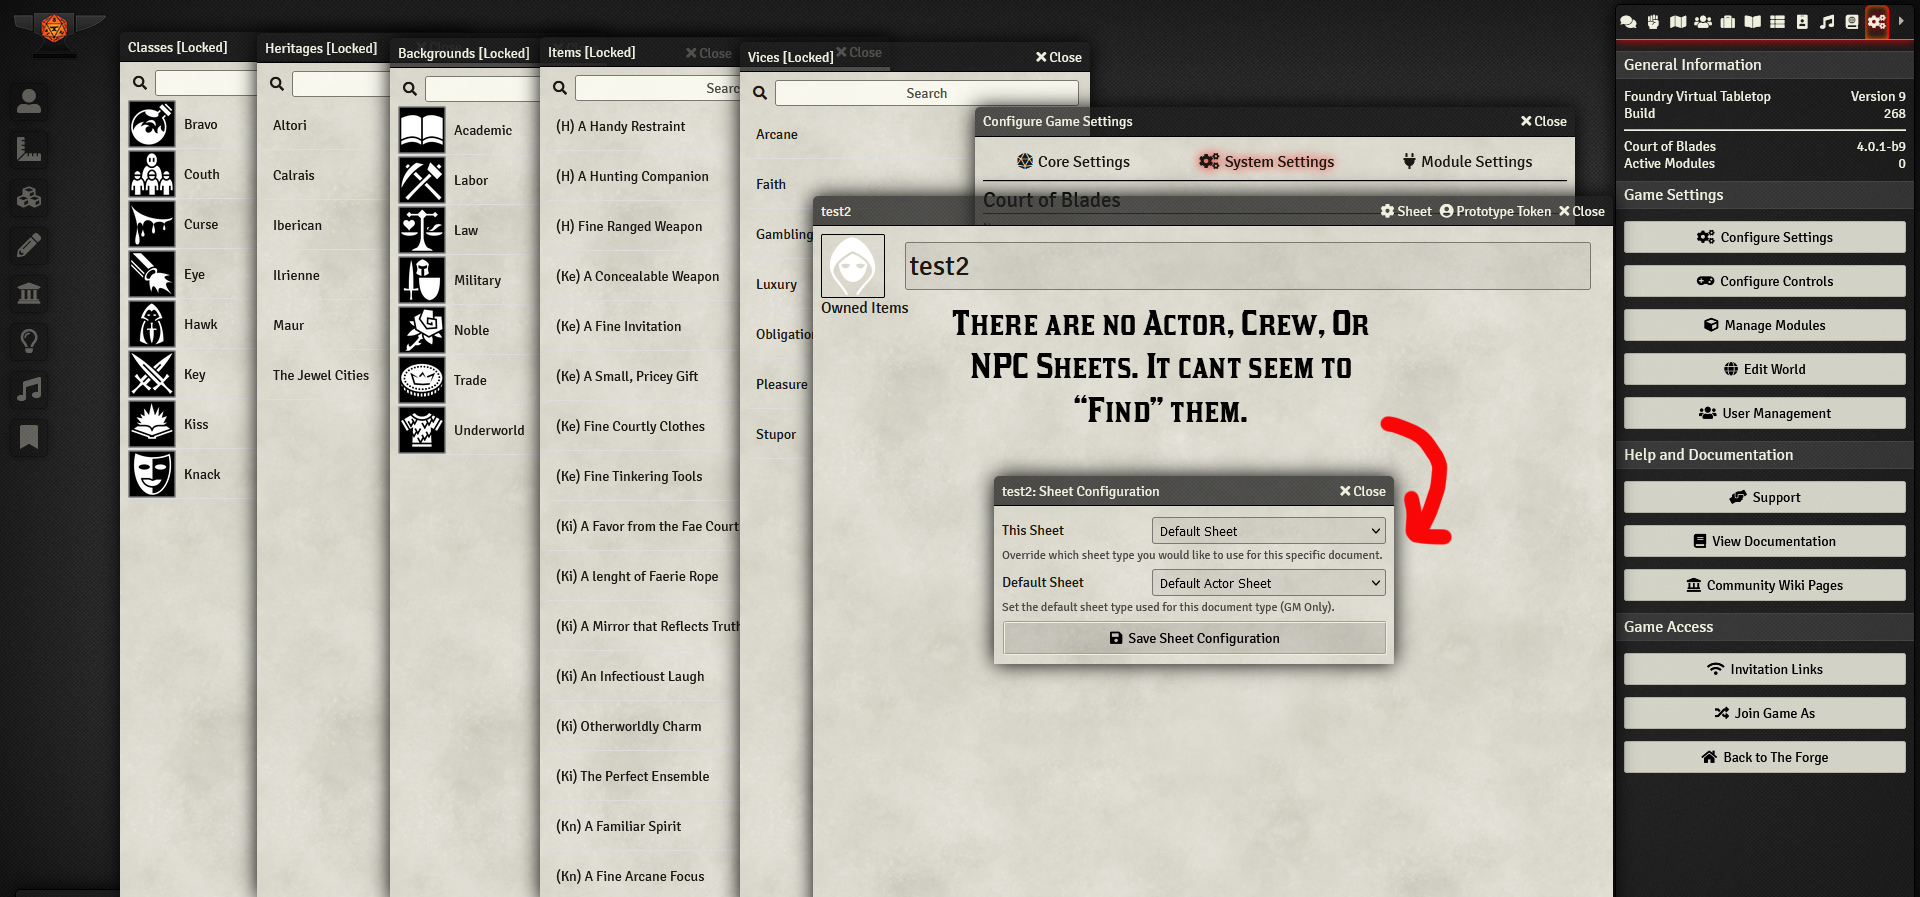 Classes [Locked]
Bravo
Couth
Curse
Eye
Hawk
Key
Kiss
Knack
Heritages [Locked]
Altori
Calrais
Iberican
Ilrienne
Maur
The Jewel Cities
Backgrounds [Locked]
Academic
Labor
Law
Military
Noble
Trade
Underworld
Items [Locked]
Close
(H) A Handy Restraint
(H) A Hunting Companion
(H) Fine Ranged Weapon
(Ke) A Concealable Weapon
(Ke) A Fine Invitation
(Ke) A Small, Pricey Gift
(Ke) Fine Courtly Clothes
(Ke) Fine Tinkering Tools
(Ki) A Favor from the Fae Court
(Ki) A lenght of Faerie Rope
(Ki) A Mirror that Reflects Truth
(Ki) An Infectioust Laugh
(Ki) Otherworldly Charm
(Ki) The Perfect Ensemble
(Kn) A Familiar Spirit
(Kn) A Fine Arcane Focus
Vices [Locked]
Close
Close
Search
Arcane
Faith
Gambling
Luxury
Obligatio
Pleasure
Stupor
Configure Game Settings
Close
Core Settings
System Settings
Module Settings
Court of Blades
test2
Sheet
Prototype Token
Close
test2
Owned Items
There are no Actor, Crew, Or
NPC Sheets. It cant seem to
“Find” them.
test2: Sheet Configuration
Close
This Sheet
Default Sheet
Override which sheet type you would like to use for this specific document.
Default Sheet
Default Actor Sheet
Set the default sheet type used for this document type (GM Only).
Save Sheet Configuration
General Information
Foundry Virtual Tabletop Version 9
Build 268
Court of Blades 4.0.1-b9
Active Modules 0
Game Settings
Configure Settings
Configure Controls
Manage Modules
Edit World
User Management
Help and Documentation
Support
View Documentation
Community Wiki Pages
Game Access
Invitation Links
Join Game As
Back to The Forge